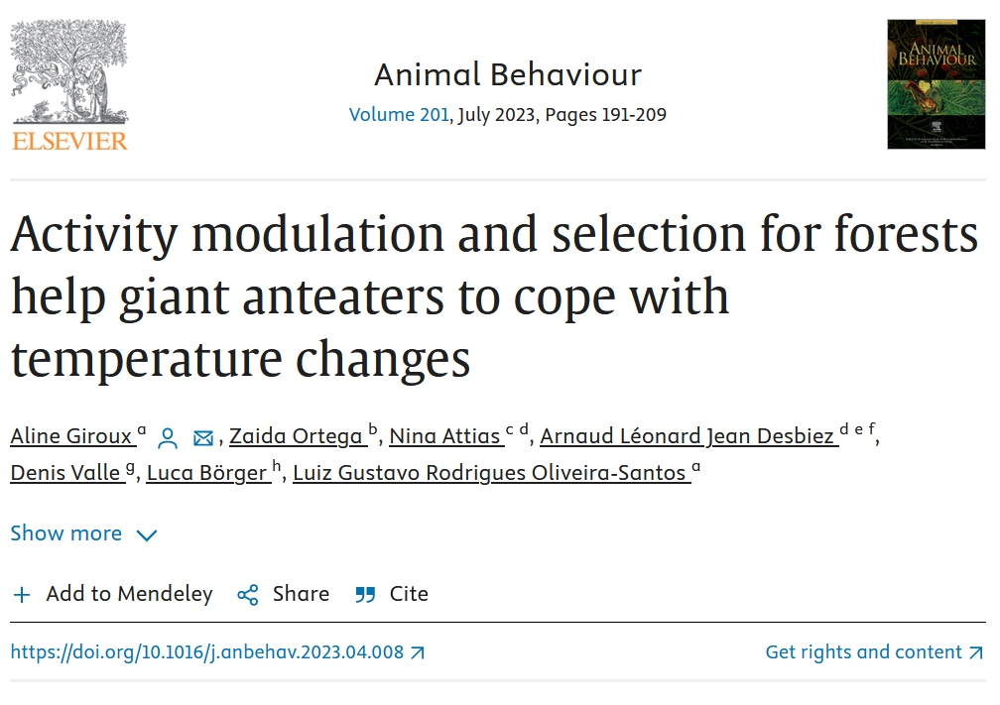 Animal Behaviour
Volume 201, July 2023, Pages 191-209
ELSEVIER
ANIMAL
BEHAVIOUR
Activity modulation and selection for forests
help giant anteaters to cope with
temperature changes
Aline Giroux a , Zaida Ortega b, Nina Attias c d, Arnaud Léonard Jean Desbiez d e f,
Denis Valle g, Luca Börger h, Luiz Gustavo Rodrigues Oliveira-Santos a
Show more
Add to Mendeley Share Cite
https://doi.org/10.1016/j.anbehav.2023.04.008
Get rights and content